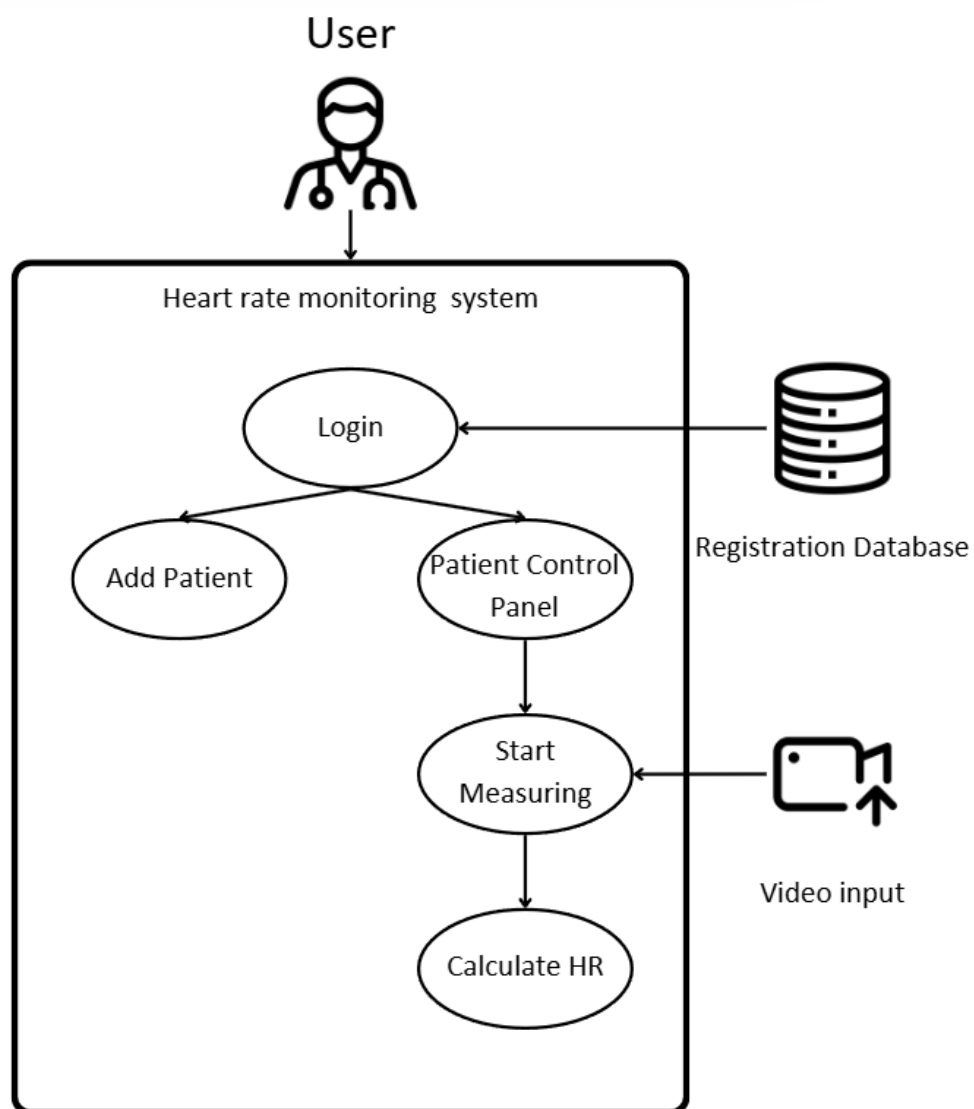 User
Heart rate monitoring  system
Login
Registration Database
Add Patient
Patient Control
Panel
Start
Measuring
Video input
Calculate HR